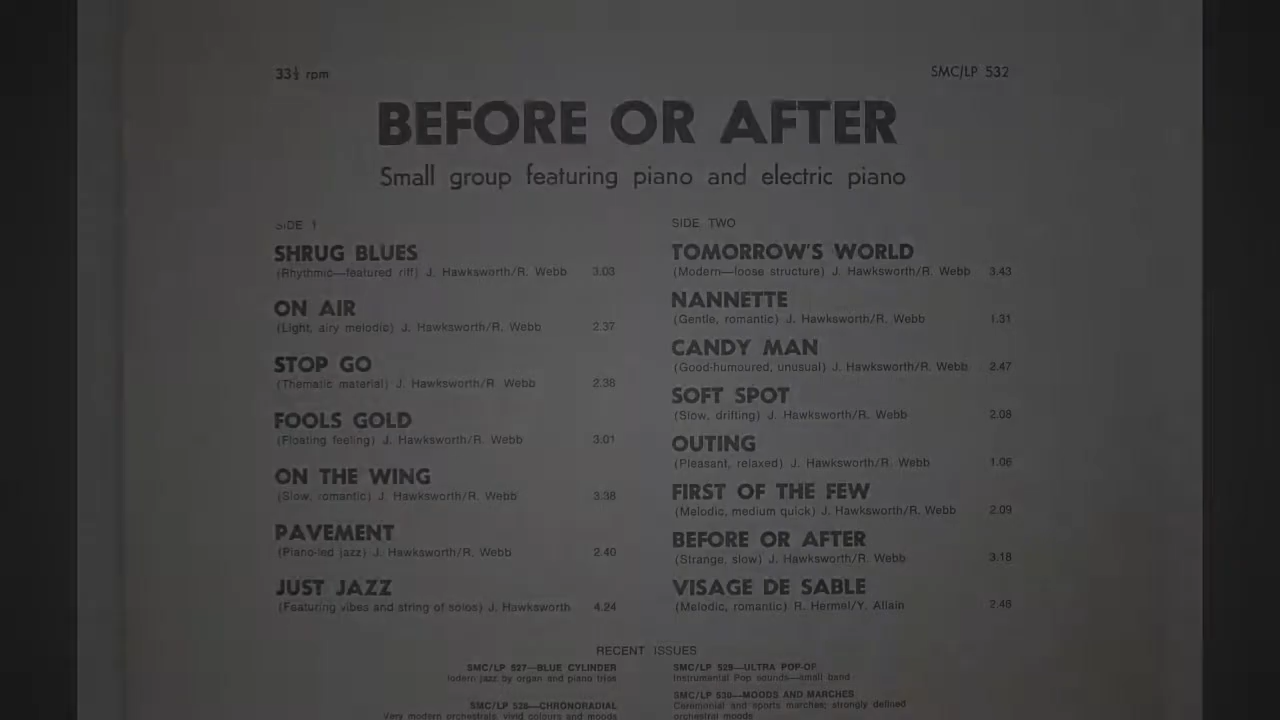 33⅓ rpm
SMC/LP 532
BEFORE OR AFTER
Small group featuring piano and electric piano
SIDE 1
SHRUG BLUES
(Rhythmic—featured riff) J. Hawksworth/R. Webb 3.03
ON AIR
(Light, airy melodic) J. Hawksworth/R. Webb 2.37
STOP GO
(Thematic material) J. Hawksworth/R. Webb 2.38
FOOLS GOLD
(Floating feeling) J. Hawksworth/R. Webb 3.01
ON THE WING
(Slow, romantic) J. Hawksworth/R. Webb 3.38
PAVEMENT
(Piano-led jazz) J. Hawksworth/R. Webb 2.40
JUST JAZZ
(Featuring vibes and string of solos) J. Hawksworth 4.24
SIDE TWO
TOMORROW'S WORLD
(Modern—loose structure) J. Hawksworth/R. Webb 3.43
NANNETTE
(Gentle, romantic) J. Hawksworth/R. Webb 1.31
CANDY MAN
(Good-humoured, unusual) J. Hawksworth/R. Webb 2.47
SOFT SPOT
(Slow, drifting) J. Hawksworth/R. Webb 2.08
OUTING
(Pleasant, relaxed) J. Hawksworth/R. Webb 1.06
FIRST OF THE FEW
(Melodic, medium quick) J. Hawksworth/R. Webb 2.09
BEFORE OR AFTER
(Strange, slow) J. Hawksworth/R. Webb 3.18
VISAGE DE SABLE
(Melodic, romantic) R. Hermel/Y. Allain 2.46
RECENT ISSUES
SMC/LP 527—BLUE CYLINDER
lodern jazz by organ and piano trios
SMC/LP 528—CHRONORADIAL
Very modern orchestral, vivid colours and moods
SMC/LP 529—ULTRA POP-OP
Instrumental Pop sounds—small band
SMC/LP 530—MOODS AND MARCHES
Ceremonial and sports marches; strongly defined
orchestral moods